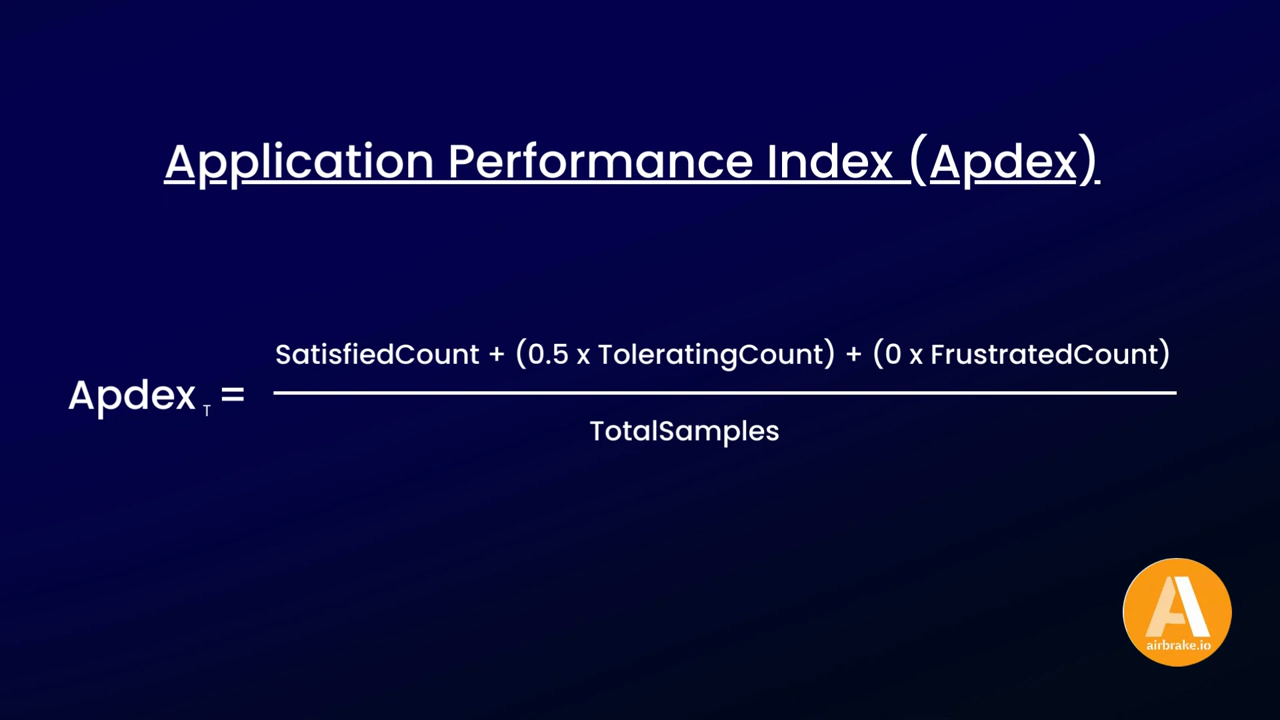 Application Performance Index (Apdex)
SatisfiedCount + (0.5 x ToleratingCount) + (0 x FrustratedCount)
Apdex T =
TotalSamples
A
airbrake.io